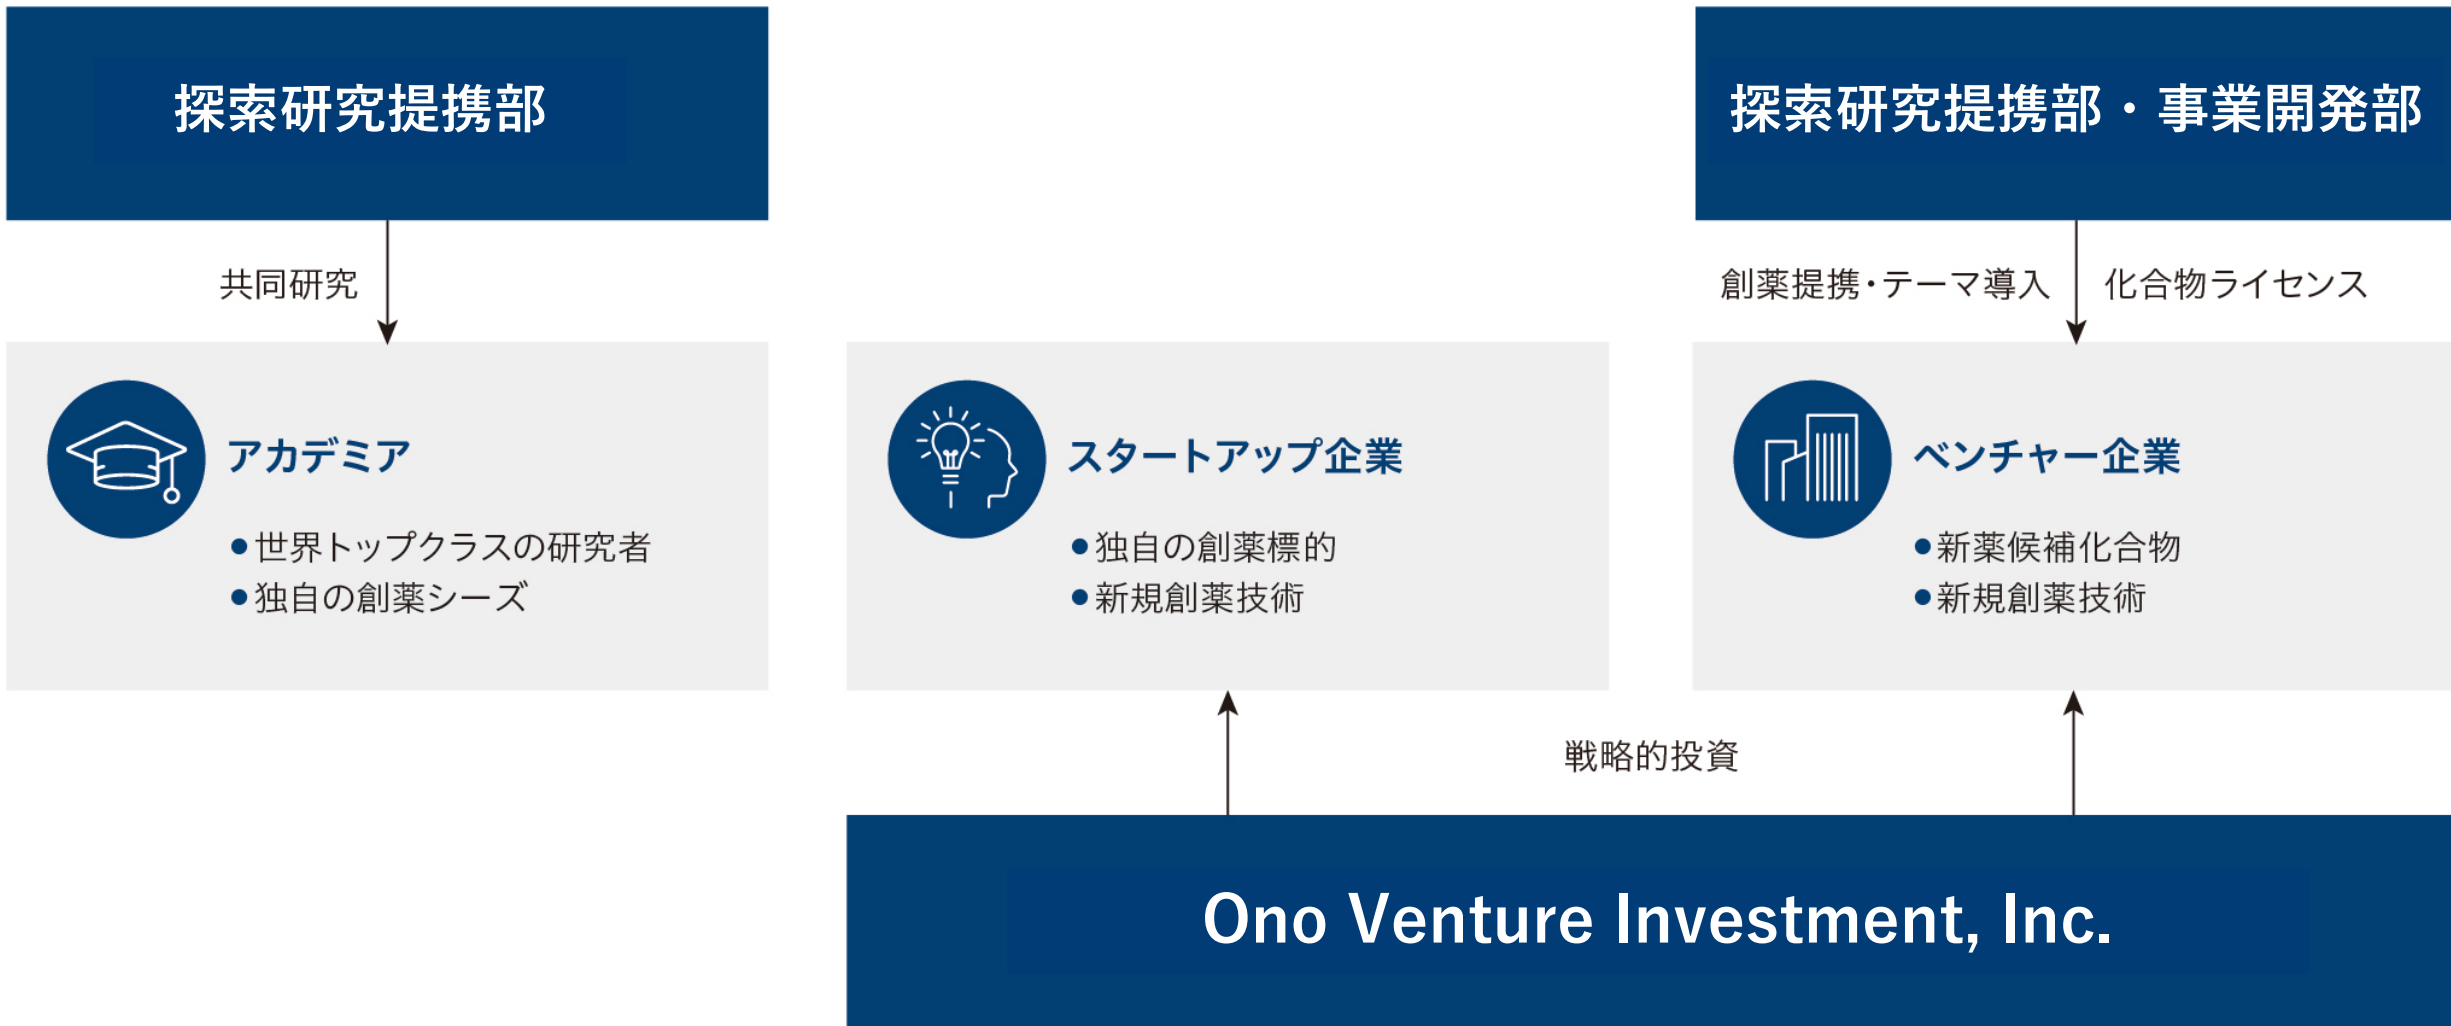 探索研究提携部
探索研究提携部・事業開発部
共同研究
創薬提携・テーマ導入
化合物ライセンス
アカデミア
●世界トップクラスの研究者
●独自の創薬シーズ
スタートアップ企業
●独自の創薬標的
●新規創薬技術
ベンチャー企業
●新薬候補化合物
●新規創薬技術
戦略的投資
Ono Venture Investment, Inc.